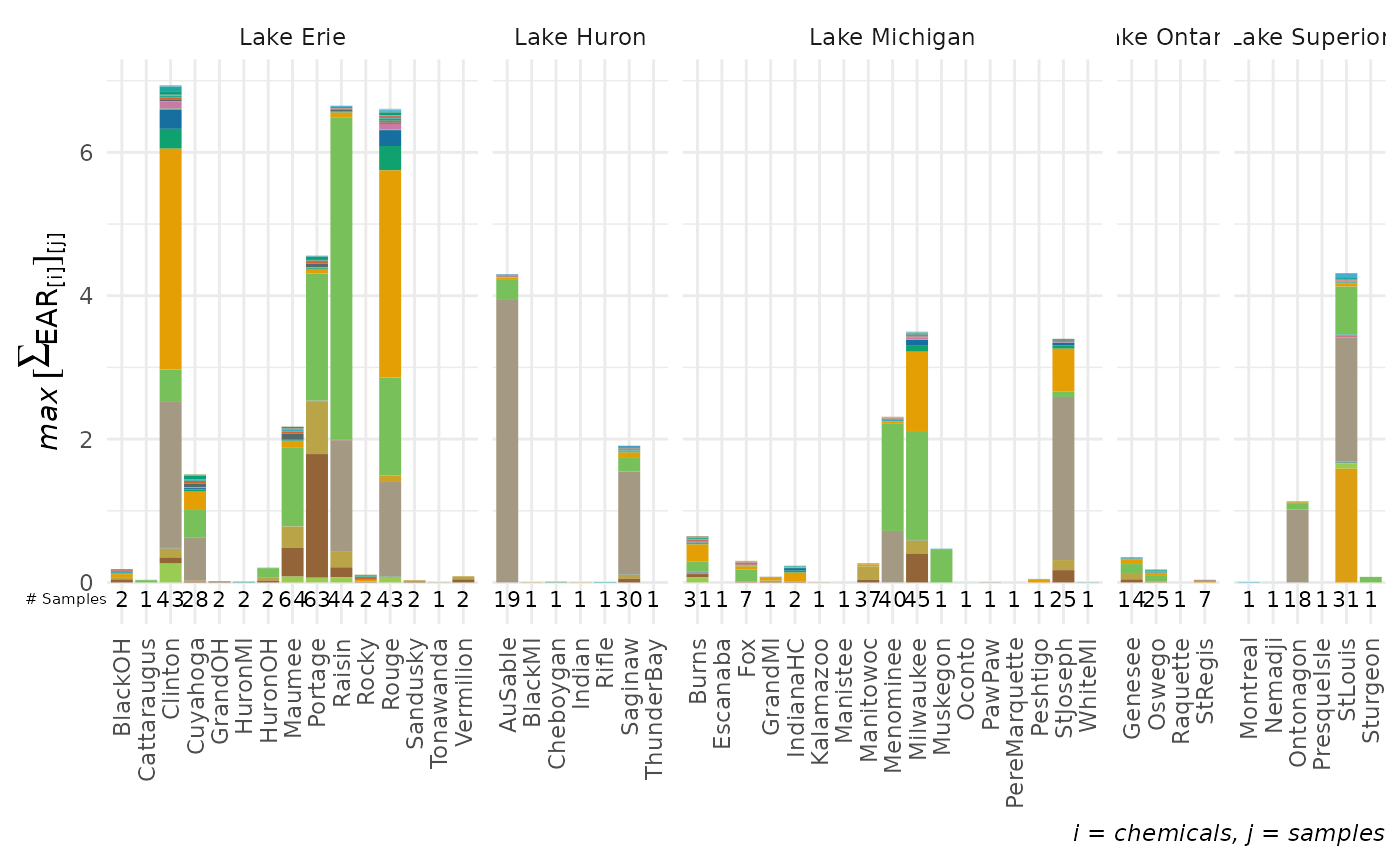 Lake Erie
Lake Huron
Lake Michigan
ake Ontar
Lake Superior
max [∑EAR[i]][j]
6
4
2
0
# Samples 2 1 43 28 2 2 2 64 63 44 2 43 2 1 2 19 1 1 1 1 30 1 31 1 7 1 2 1 1 37 40 45 1 1 1 1 1 25 1 14 25 1 7 1 1 18 1 31 1
BlackOH
Cattaraugus
Clinton
Cuyahoga
GrandOH
HuronMI
HuronOH
Maumee
Portage
Raisin
Rocky
Rouge
Sandusky
Tonawanda
Vermilion
AuSable
BlackMI
Cheboygan
Indian
Rifle
Saginaw
ThunderBay
Burns
Escanaba
Fox
GrandMI
IndianaHC
Kalamazoo
Manistee
Manitowoc
Menominee
Milwaukee
Muskegon
Oconto
PawPaw
PereMarquette
Peshtigo
StJoseph
WhiteMI
Genesee
Oswego
Raquette
StRegis
Montreal
Nemadji
Ontonagon
PresqueIsle
StLouis
Sturgeon
i = chemicals, j = samples